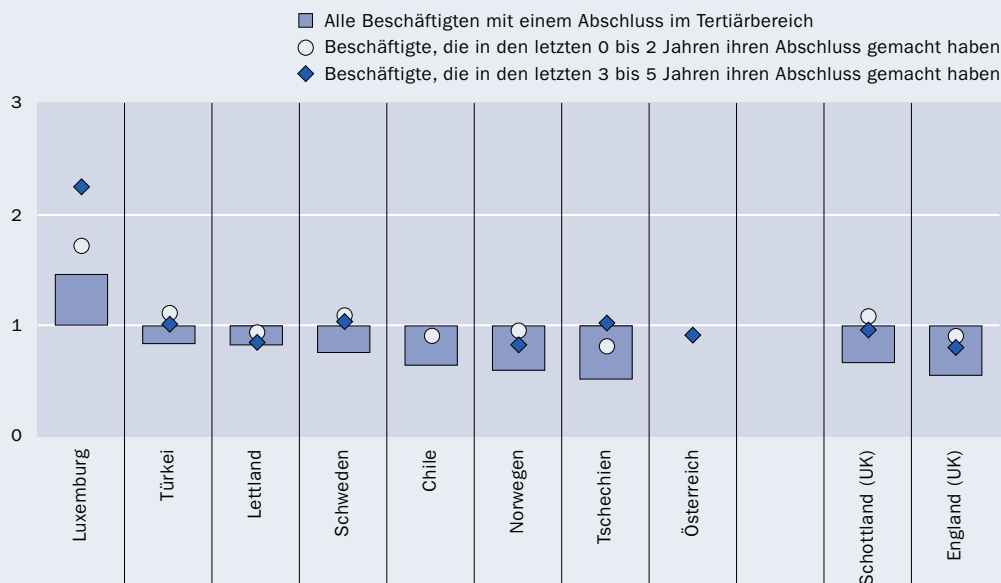 Alle Beschäftigten mit einem Abschluss im Tertiärbereich
Beschäftigte, die in den letzten 0 bis 2 Jahren ihren Abschluss gemacht haben
Beschäftigte, die in den letzten 3 bis 5 Jahren ihren Abschluss gemacht haben
3
2
1
0
Luxemburg
Türkei
Lettland
Schweden
Chile
Norwegen
Tschechien
Österreich
Schottland (UK)
England (UK)